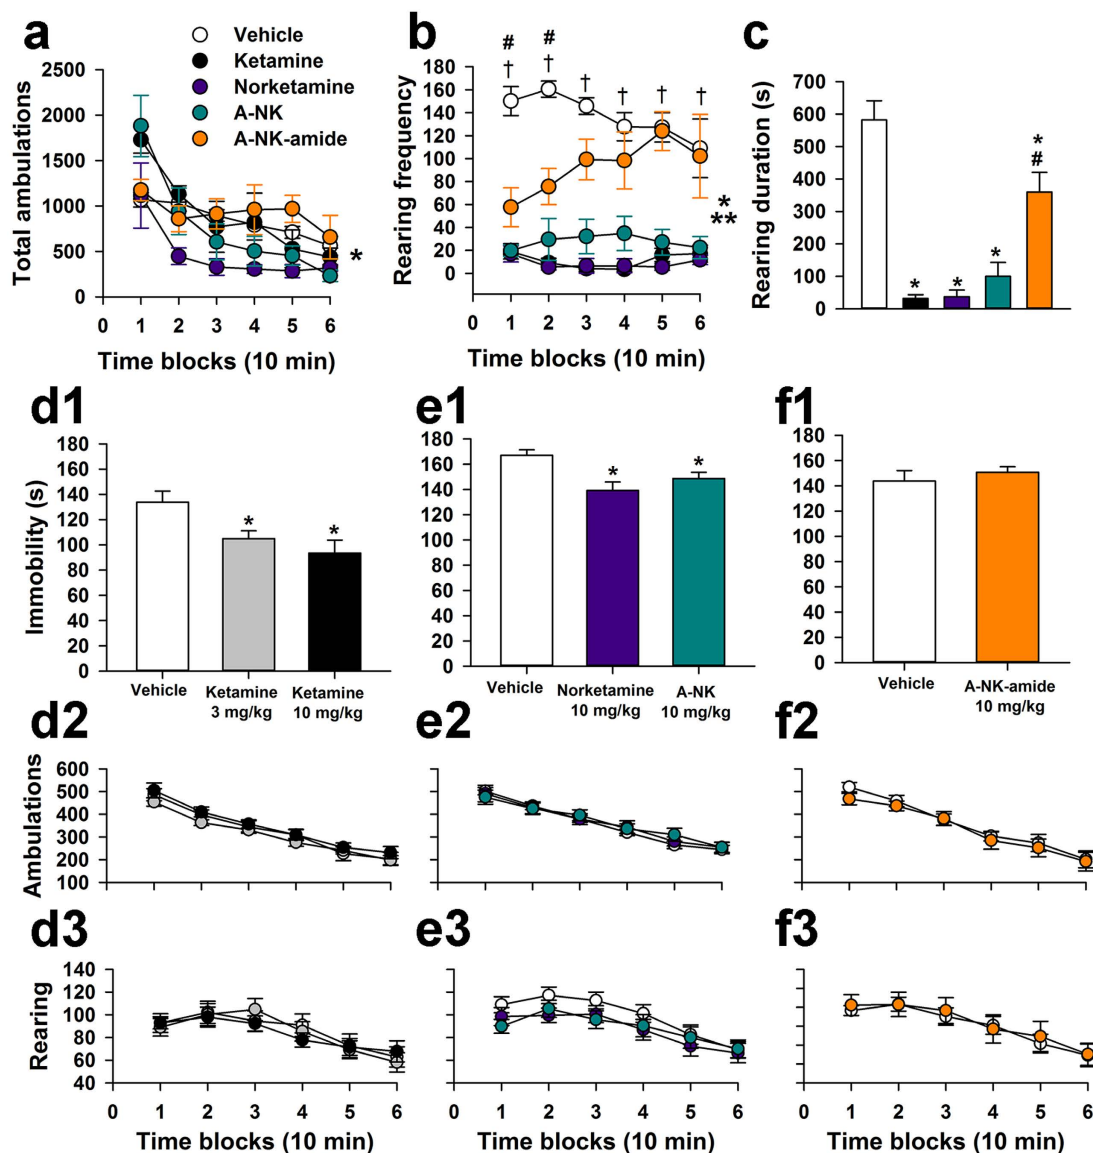 a
b
c
Vehicle
Ketamine
Norketamine
A-NK
A-NK-amide
Total ambulations
2500
2000
1500
1000
500
0
*
0 1 2 3 4 5 6
Time blocks (10 min)
Rearing frequency
180
160
140
120
100
80
60
40
20
0
# #
† † † † † †
*
**
0 1 2 3 4 5 6
Time blocks (10 min)
Rearing duration (s)
700
600
500
400
300
200
100
0
* * * * #
*
d1
e1
f1
Immobility (s)
180
160
140
120
100
80
60
40
20
0
* *
Vehicle
Ketamine
3 mg/kg
Ketamine
10 mg/kg
180
160
140
120
100
80
60
40
20
0
* *
Vehicle
Norketamine
10 mg/kg
A-NK
10 mg/kg
180
160
140
120
100
80
60
40
20
0
Vehicle
A-NK-amide
10 mg/kg
d2
e2
f2
Ambulations
600
500
400
300
200
100
d3
e3
f3
Rearing
140
120
100
80
60
40
0 1 2 3 4 5 6
Time blocks (10 min)
0 1 2 3 4 5 6
Time blocks (10 min)
0 1 2 3 4 5 6
Time blocks (10 min)